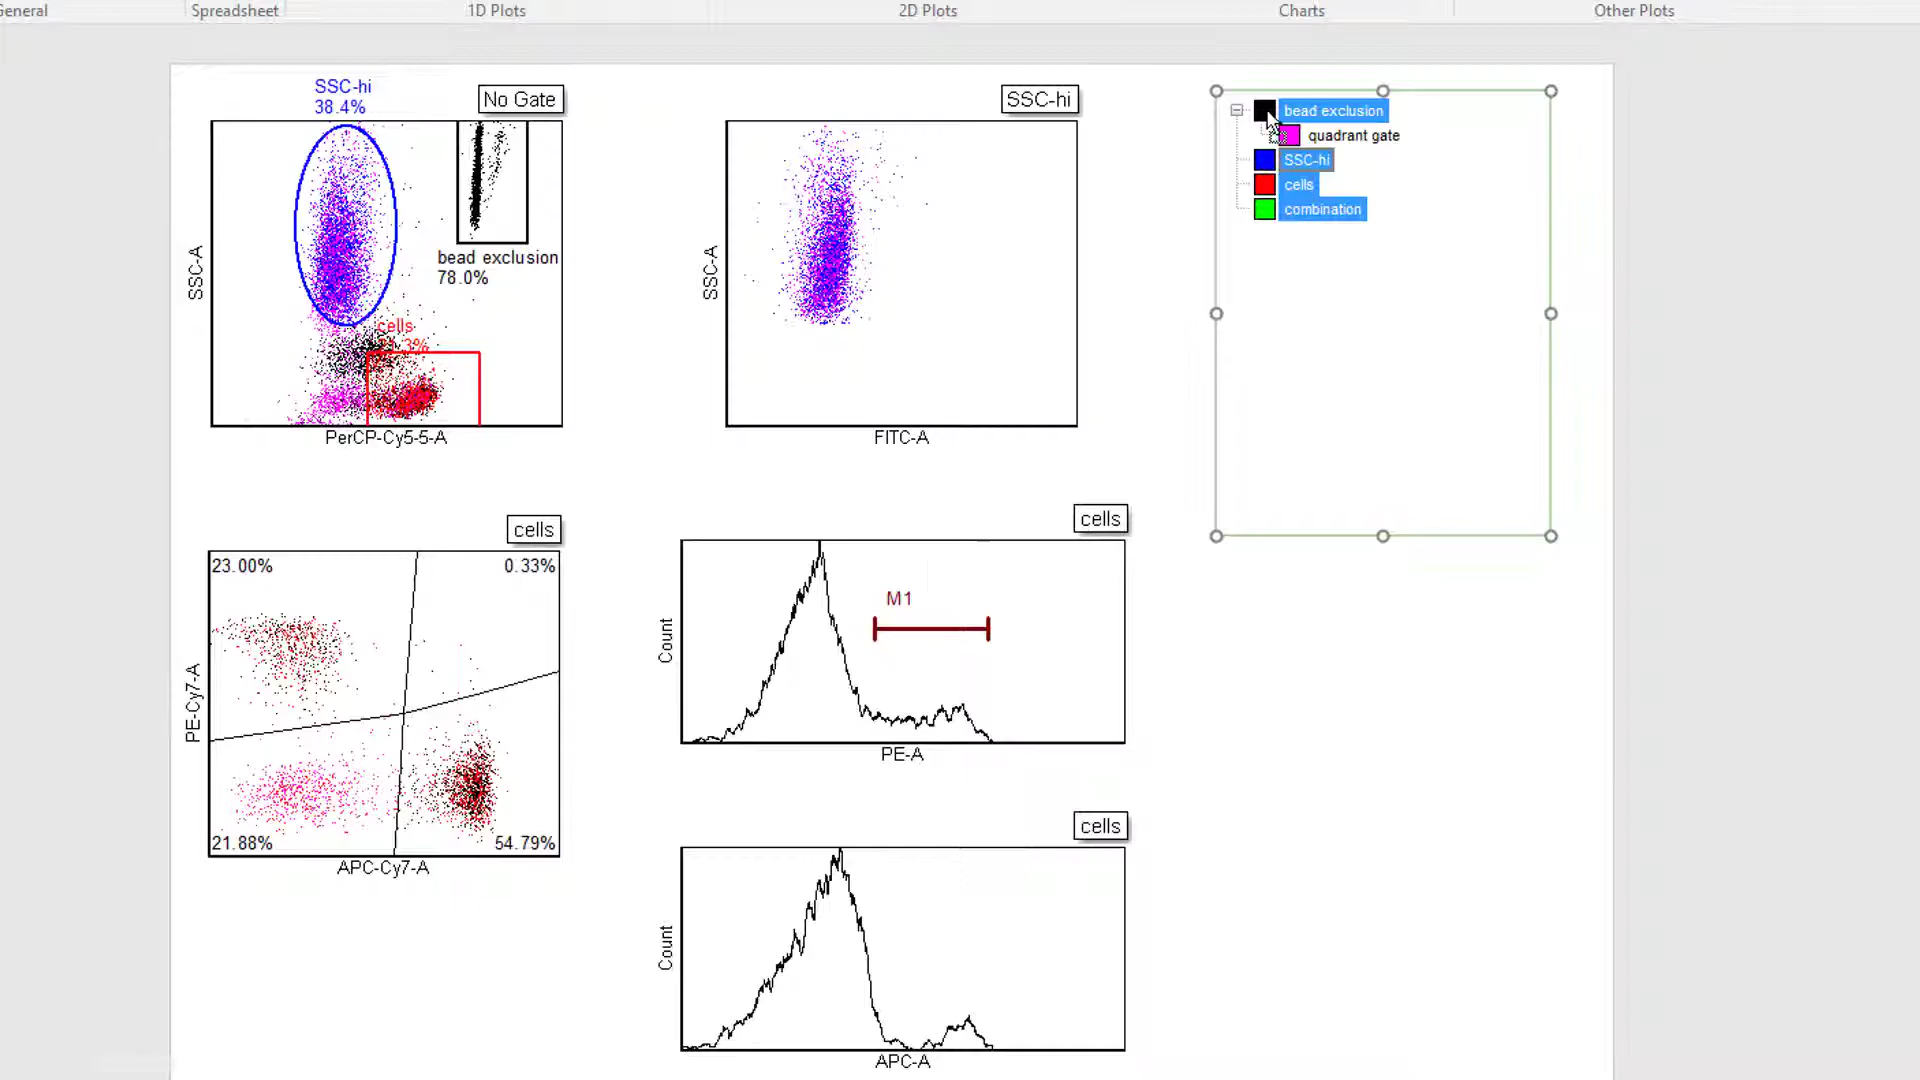 General
Spreadsheet
1D Plots
2D Plots
Charts
Other Plots
SSC-hi
38.4%
No Gate
SSC-A
bead exclusion
78.0%
cells
PerCP-Cy5-5-A
SSC-hi
SSC-A
FITC-A
bead exclusion
quadrant gate
SSC-hi
cells
combination
cells
23.00%
0.33%
PE-Cy7-A
21.88%
54.79%
APC-Cy7-A
cells
M1
Count
PE-A
cells
Count
APC-A